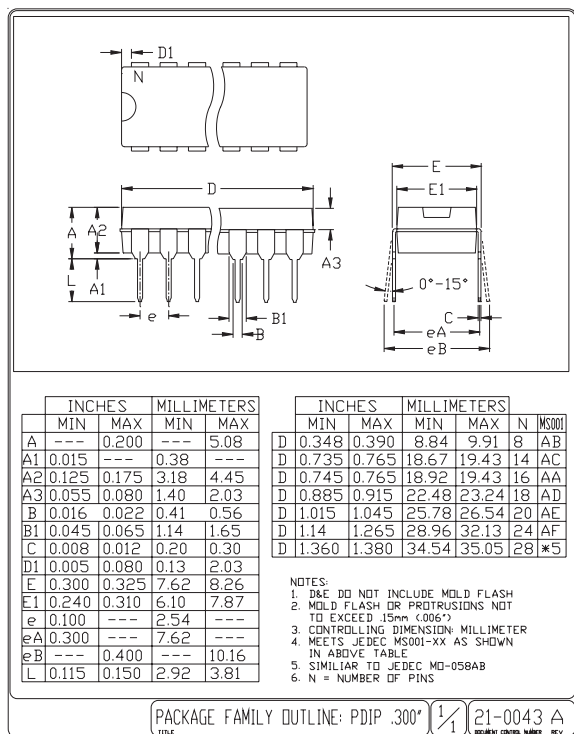 D1
N
D
E
E1
A
A2
A3
L
A1
0°-15°
e
B1
B
C
eA
eB
INCHES MILLIMETERS
MIN MAX MIN MAX
A --- 0.200 --- 5.08
A1 0.015 --- 0.38 ---
A2 0.125 0.175 3.18 4.45
A3 0.055 0.080 1.40 2.03
B 0.016 0.022 0.41 0.56
B1 0.045 0.065 1.14 1.65
C 0.008 0.012 0.20 0.30
D1 0.005 0.080 0.13 2.03
E 0.300 0.325 7.62 8.26
E1 0.240 0.310 6.10 7.87
e 0.100 --- 2.54 ---
eA 0.300 --- 7.62 ---
eB --- 0.400 --- 10.16
L 0.115 0.150 2.92 3.81
INCHES MILLIMETERS
MIN MAX MIN MAX N MS001
D 0.348 0.390 8.84 9.91 8 AB
D 0.735 0.765 18.67 19.43 14 AC
D 0.745 0.765 18.92 19.43 16 AA
D 0.885 0.915 22.48 23.24 18 AD
D 1.015 1.045 25.78 26.54 20 AE
D 1.14 1.265 28.96 32.13 24 AF
D 1.360 1.380 34.54 35.05 28 *5
NOTES:
1. D&E DO NOT INCLUDE MOLD FLASH
2. MOLD FLASH OR PROTRUSIONS NOT
TO EXCEED .15mm (.006")
3. CONTROLLING DIMENSION: MILLIMETER
4. MEETS JEDEC MS001-XX AS SHOWN
IN ABOVE TABLE
5. SIMILIAR TO JEDEC MO-058AB
6. N = NUMBER OF PINS
PACKAGE FAMILY OUTLINE: PDIP .300" 1/1 21-0043 A
TITLE DOCUMENT CONTROL NUMBER REV